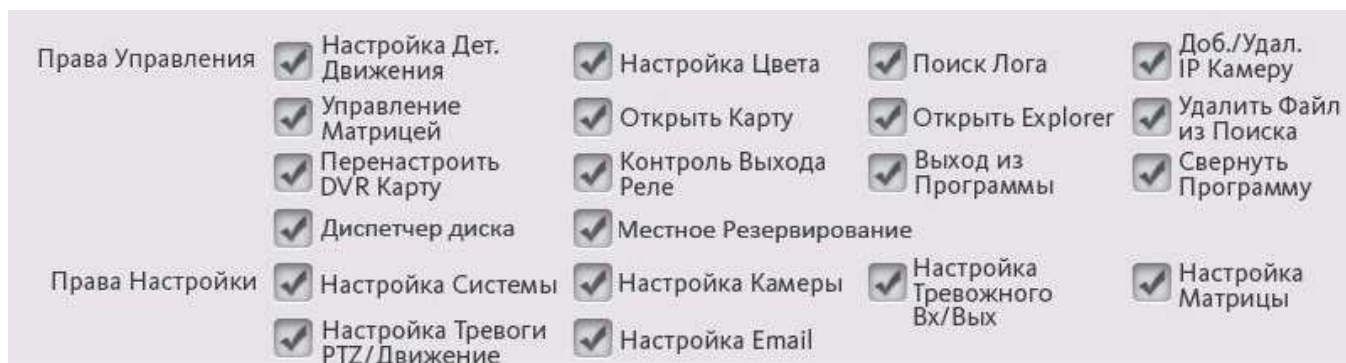 Права Управления
Настройка Дет.
Движения
Настройка Цвета
Поиск Лога
Доб./Удал.
IP Камеру
Управление
Матрицей
Открыть Карту
Открыть Explorer
Удалить Файл
из Поиска
Перенастроить
DVR Карту
Контроль Выхода
Реле
Выход из
Программы
Свернуть
Программу
Диспетчер диска
Местное Резервирование
Права Настройки
Настройка Системы
Настройка Камеры
Настройка
Тревожного
Вх/Вых
Настройка
Матрицы
Настройка Тревоги
PTZ/Движение
Настройка Email